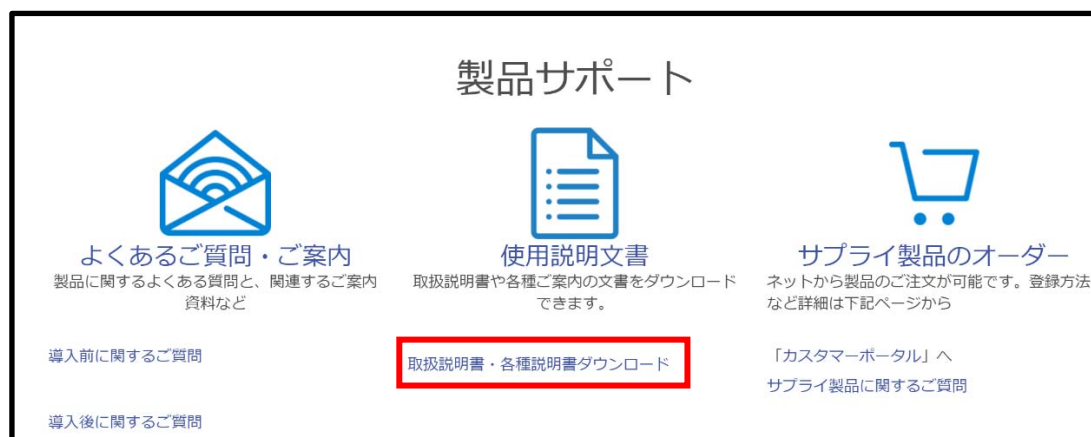 製品サポート
よくあるご質問・ご案内
製品に関するよくある質問と、関連するご案内
資料など
導入前に関するご質問
導入後に関するご質問
使用説明文書
取扱説明書や各種ご案内の文書をダウンロード
できます。
取扱説明書・各種説明書ダウンロード
サプライ製品のオーダー
ネットから製品のご注文が可能です。登録方法
など詳細は下記ページから
「カスタマーポータル」へ
サプライ製品に関するご質問